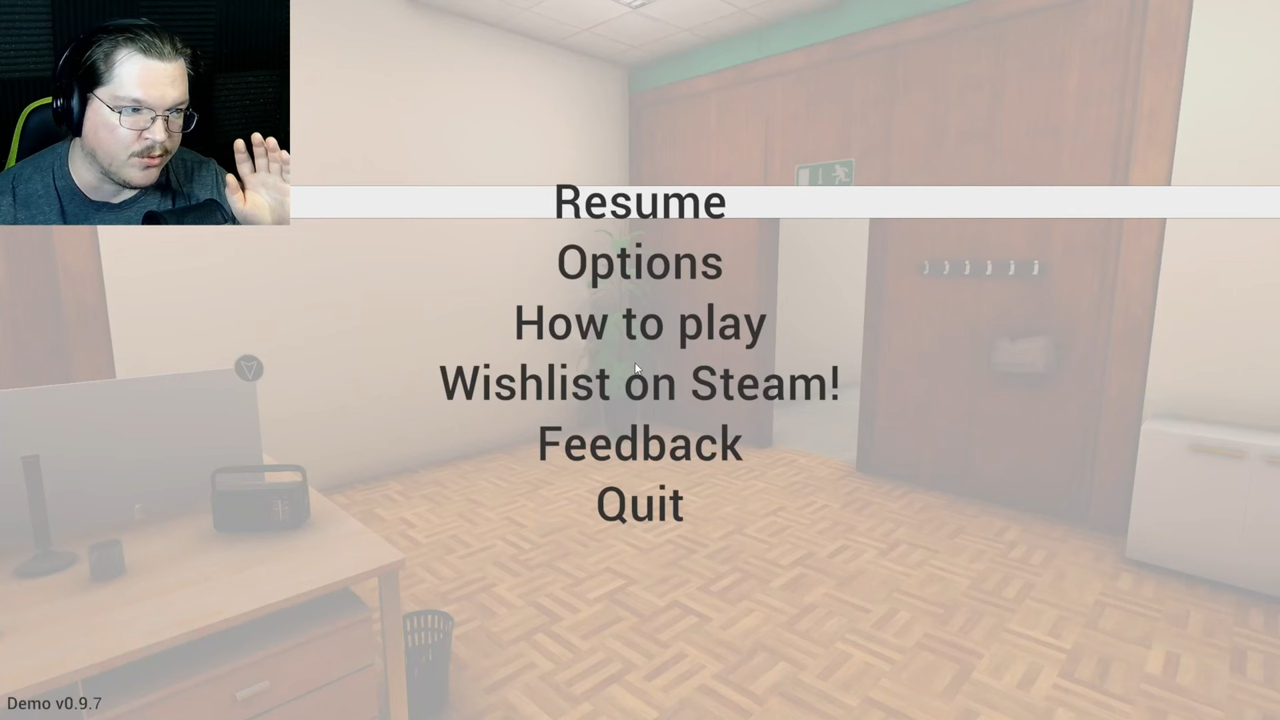 Resume
Options
How to play
Wishlist on Steam!
Feedback
Quit
Demo v0.9.7